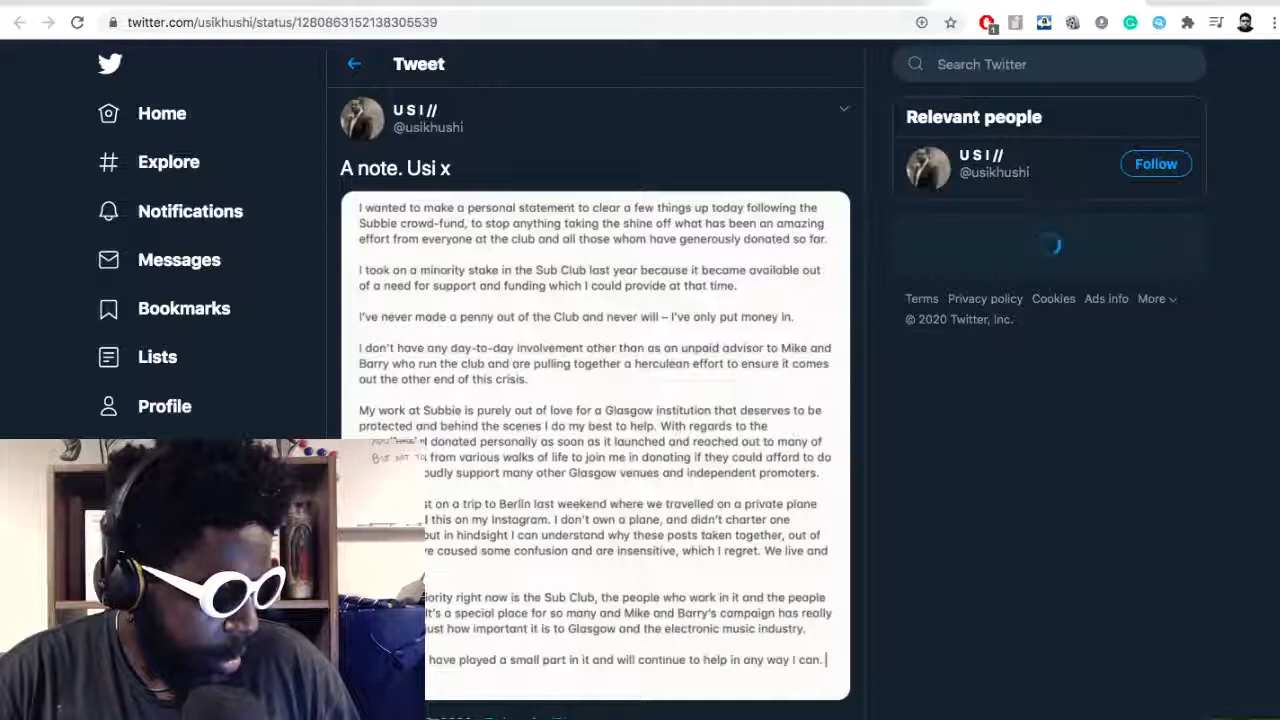 twitter.com/usikhushi/status/1280863152138305539
1
Home
Explore
Notifications
Messages
Bookmarks
Lists
Profile
Tweet
U S I //
@usikhushi
A note. Usi x
I wanted to make a personal statement to clear a few things up today following the
Subbie crowd-fund, to stop anything taking the shine off what has been an amazing
effort from everyone at the club and all those whom have generously donated so far.
I took on a minority stake in the Sub Club last year because it became available out
of a need for support and funding which I could provide at that time.
I've never made a penny out of the Club and never will – I've only put money in.
I don't have any day-to-day involvement other than as an unpaid advisor to Mike and
Barry who run the club and are pulling together a herculean effort to ensure it comes
out the other end of this crisis.
My work at Subbie is purely out of love for a Glasgow institution that deserves to be
protected and behind the scenes I do my best to help. With regards to the
donated personally as soon as it launched and reached out to many of
from various walks of life to join me in donating if they could afford to do
oudly support many other Glasgow venues and independent promoters.
st on a trip to Berlin last weekend where we travelled on a private plane
d this on my Instagram. I don't own a plane, and didn't charter one
out in hindsight I can understand why these posts taken together, out of
ve caused some confusion and are insensitive, which I regret. We live and
ority right now is the Sub Club, the people who work in it and the people
It's a special place for so many and Mike and Barry's campaign has really
ust how important it is to Glasgow and the electronic music industry.
have played a small part in it and will continue to help in any way I can.
Search Twitter
Relevant people
U S I //
@usikhushi
Follow
Terms Privacy policy Cookies Ads info More
© 2020 Twitter, Inc.